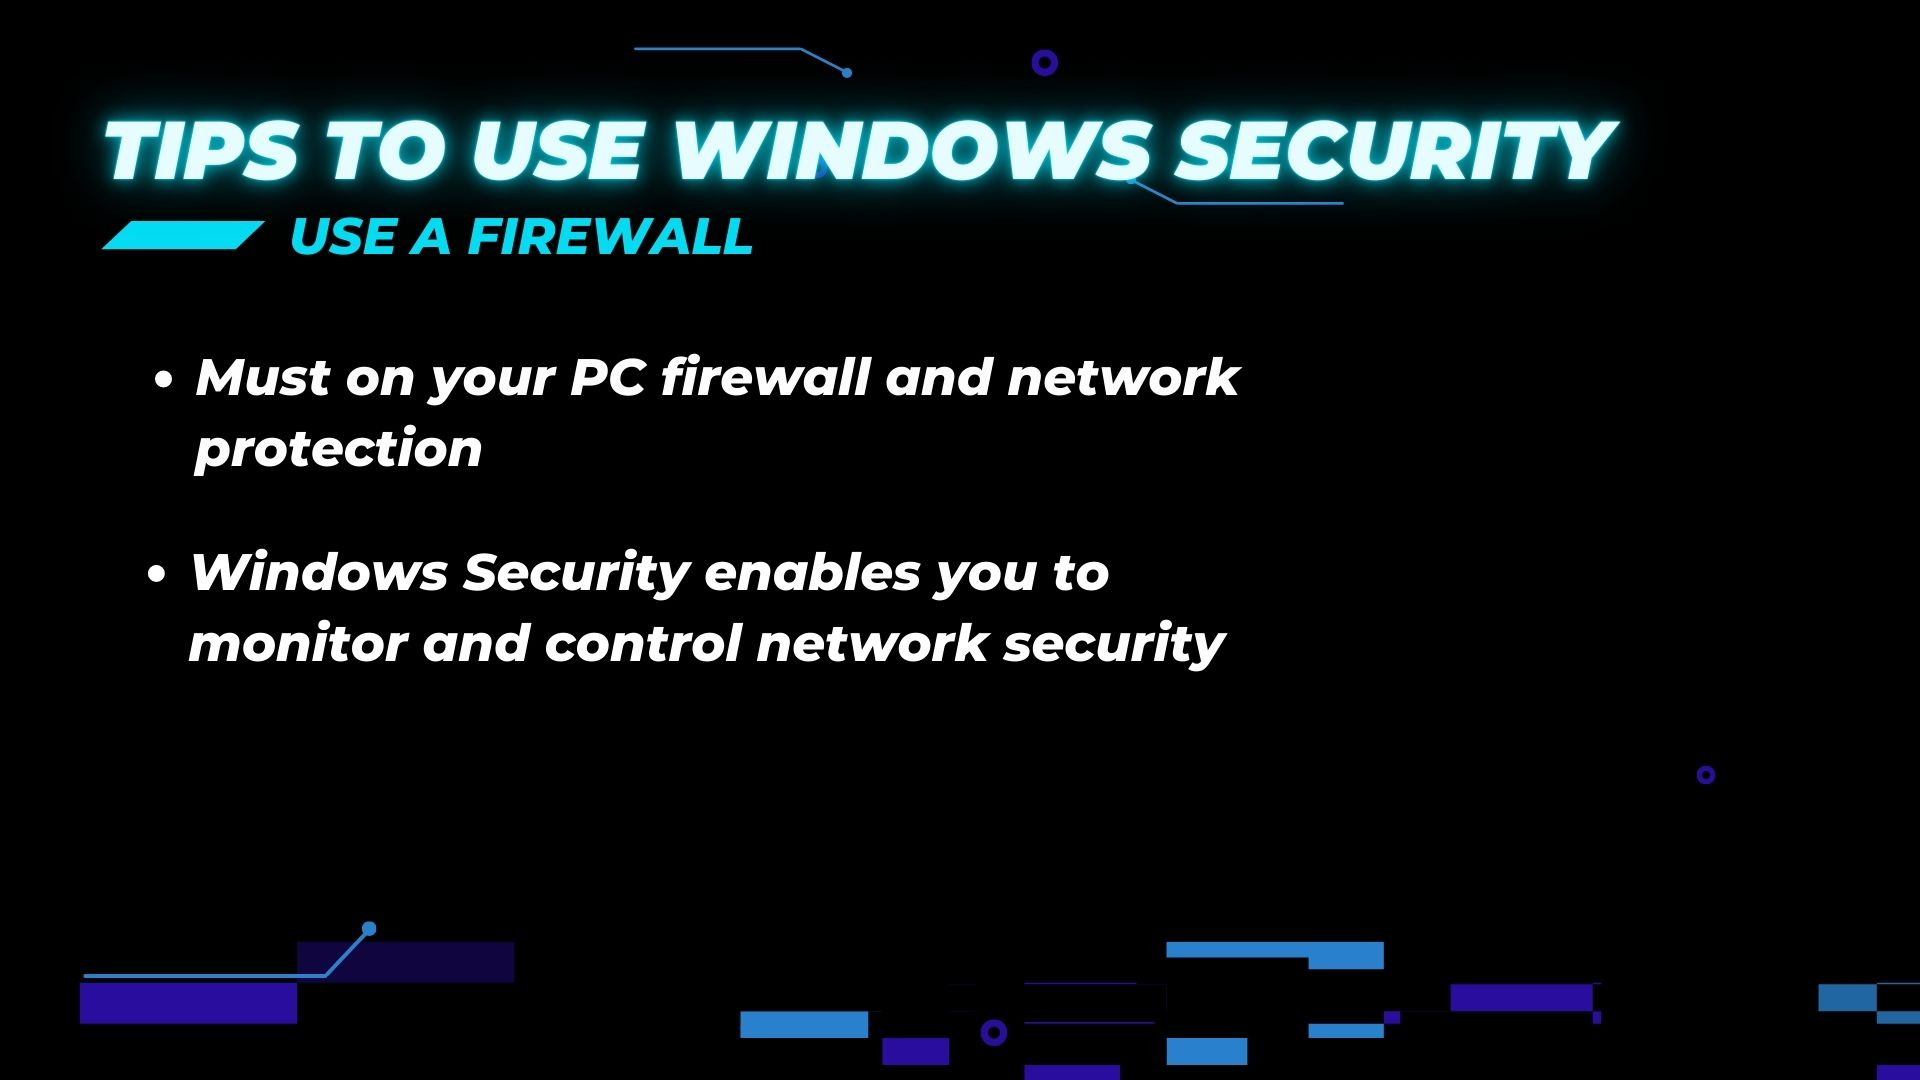 TIPS TO USE WINDOWS SECURITY
USE A FIREWALL
• Must on your PC firewall and network
protection
• Windows Security enables you to
monitor and control network security